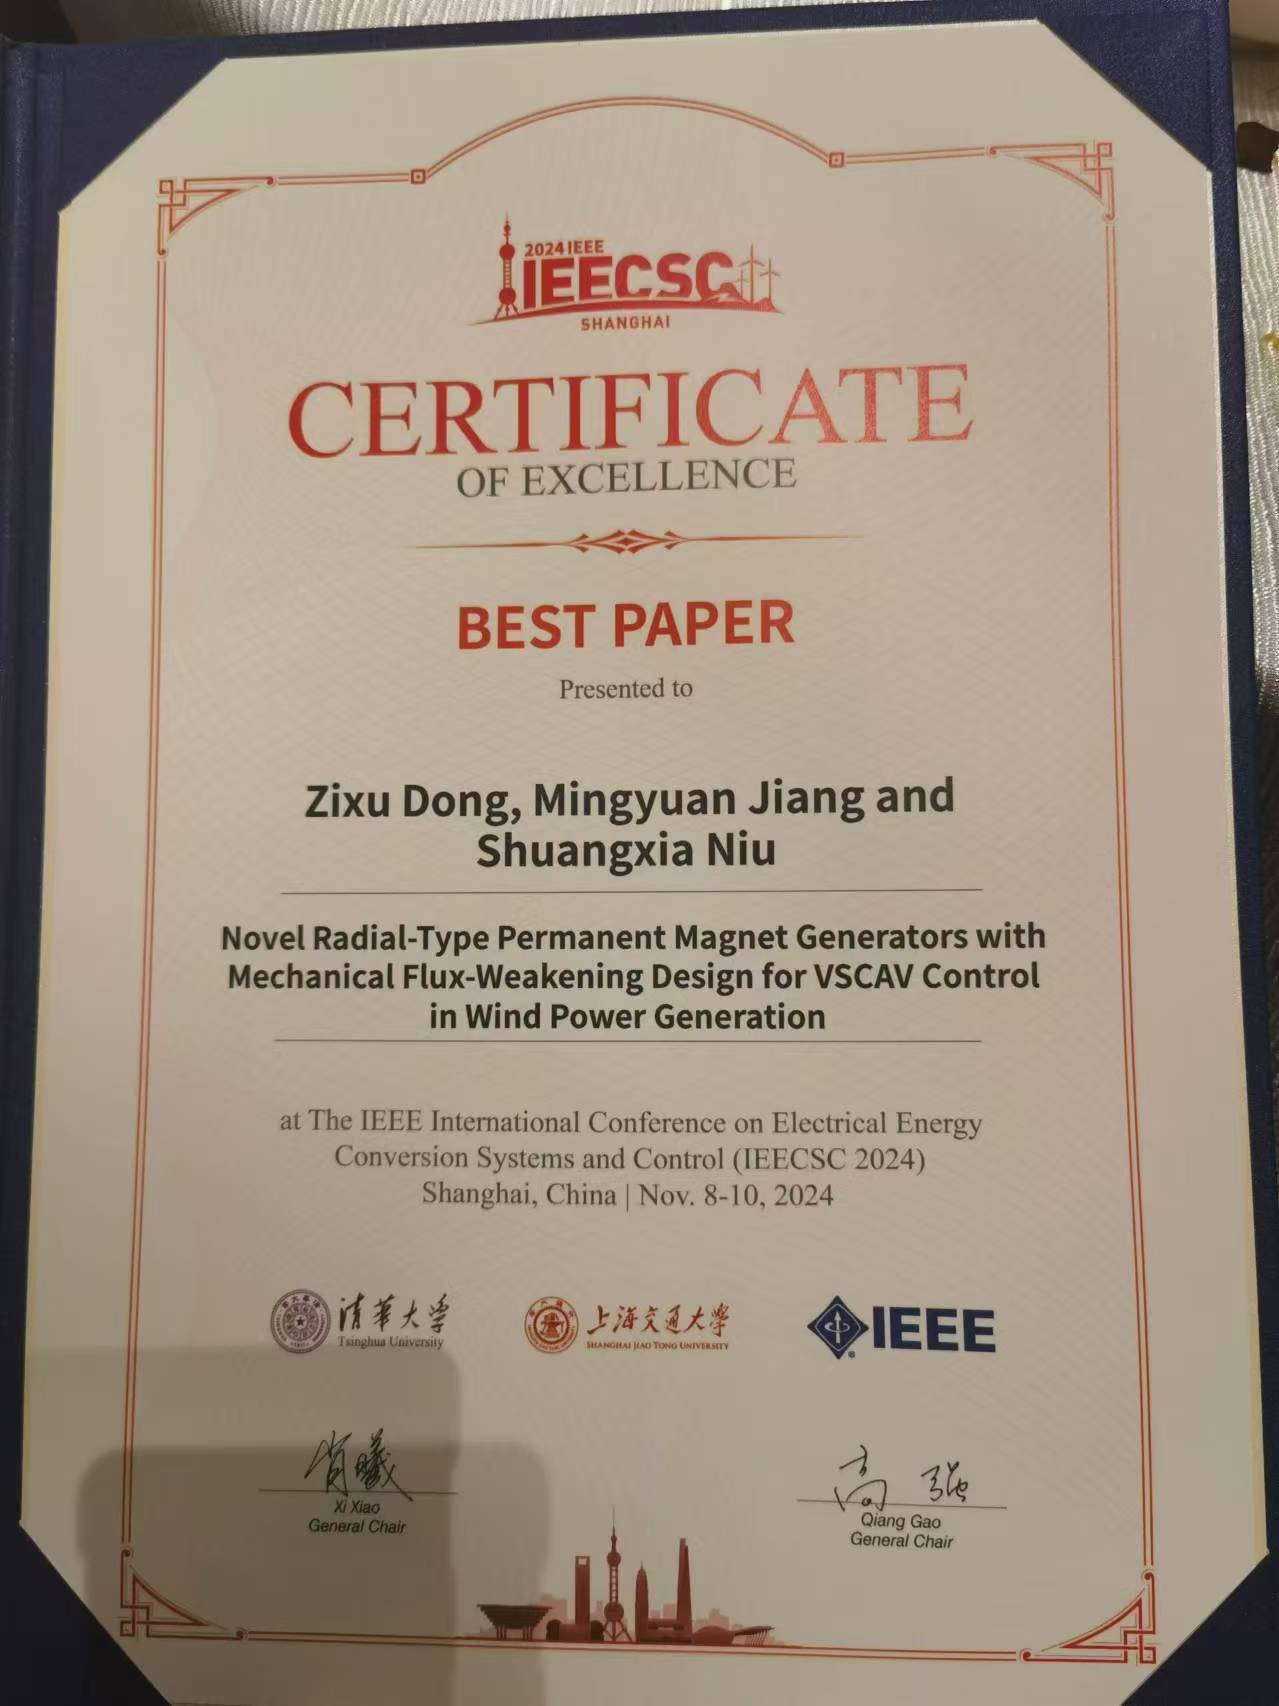 2024 IEEE
IEECSC
SHANGHAI
CERTIFICATE
OF EXCELLENCE
BEST PAPER
Presented to
Zixu Dong, Mingyuan Jiang and
Shuangxia Niu
Novel Radial-Type Permanent Magnet Generators with
Mechanical Flux-Weakening Design for VSCAV Control
in Wind Power Generation
at The IEEE International Conference on Electrical Energy
Conversion Systems and Control (IEECSC 2024)
Shanghai, China | Nov. 8-10, 2024
清華大学
Tsinghua University
上海交通大學
SHANGHAI JIAO TONG UNIVERSITY
IEEE
肖曦
Xi Xiao
General Chair
高强
Qiang Gao
General Chair